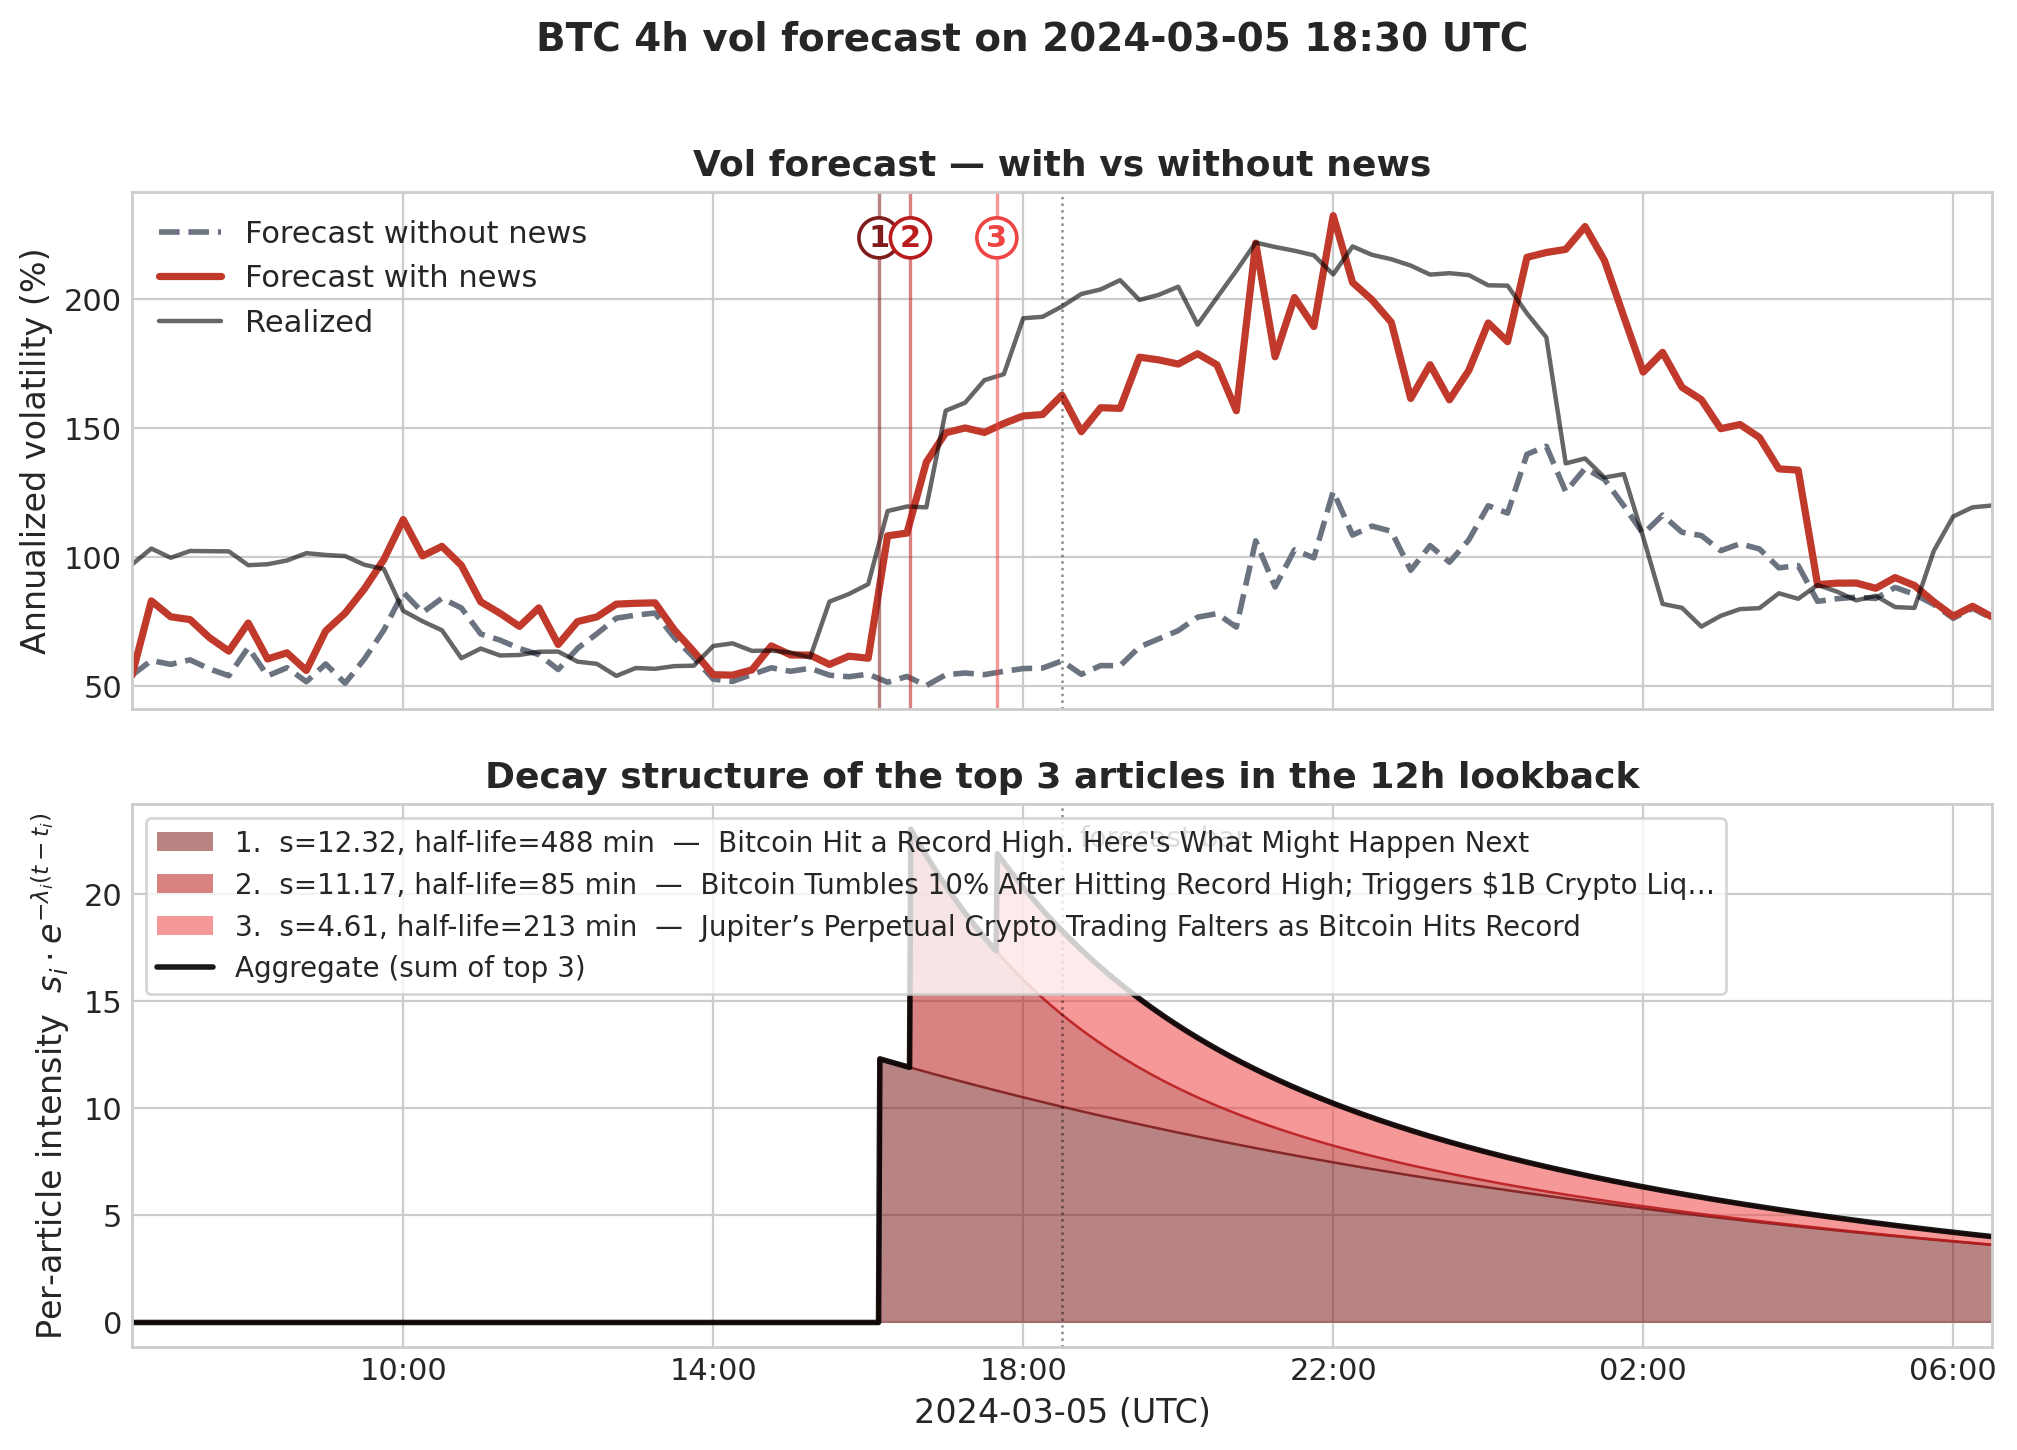 BTC 4h vol forecast on 2024-03-05 18:30 UTC
Vol forecast — with vs without news
Annualized volatility (%)
200
150
100
50
Forecast without news
Forecast with news
Realized
1
2
3
Decay structure of the top 3 articles in the 12h lookback
Per-article intensity $s_i \cdot e^{-\lambda_i(t-t_i)}$
20
15
10
5
0
forecast bar
1. s=12.32, half-life=488 min — Bitcoin Hit a Record High. Here's What Might Happen Next
2. s=11.17, half-life=85 min — Bitcoin Tumbles 10% After Hitting Record High; Triggers $1B Crypto Liq...
3. s=4.61, half-life=213 min — Jupiter’s Perpetual Crypto Trading Falters as Bitcoin Hits Record
Aggregate (sum of top 3)
10:00
14:00
18:00
22:00
02:00
06:00
2024-03-05 (UTC)